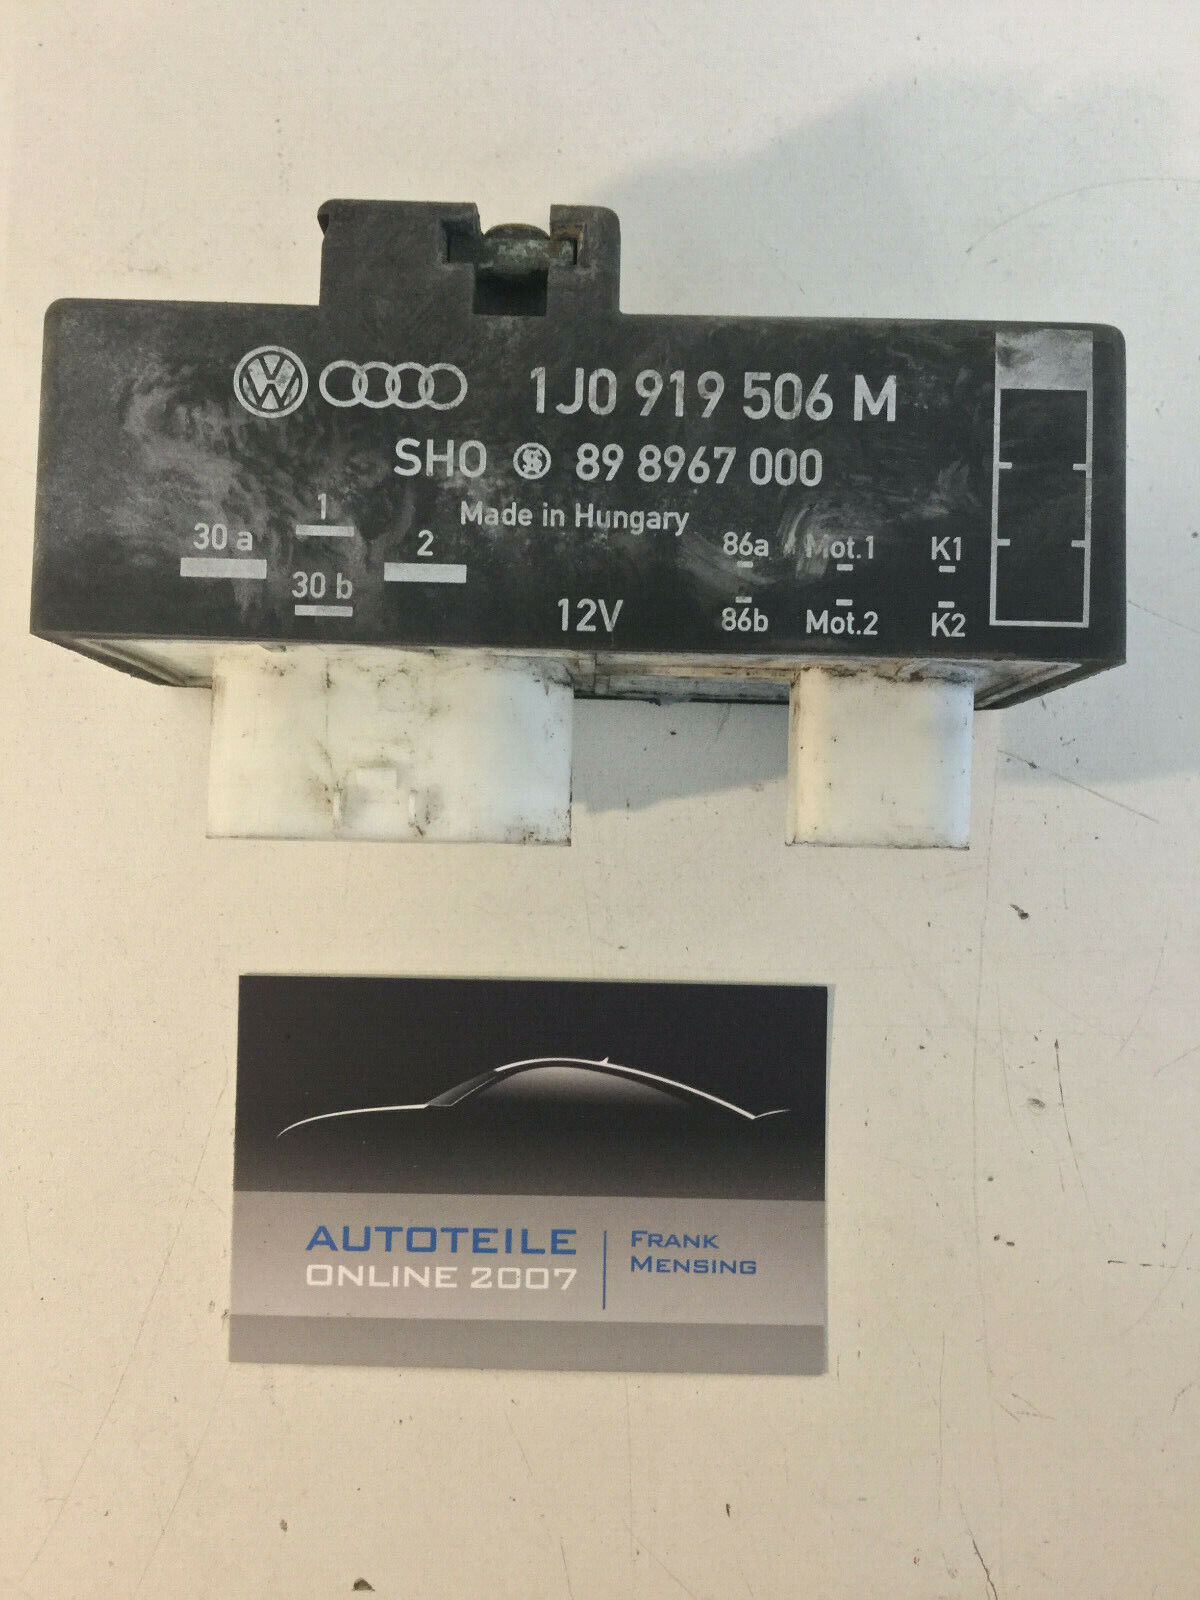 1J0 919 506 M
SHO 89 8967 000
Made in Hungary
30 a 1 2 86a Mot.1 K1
30 b 12V 86b Mot.2 K2
AUTOTEILE
ONLINE 2007
FRANK
MENSING